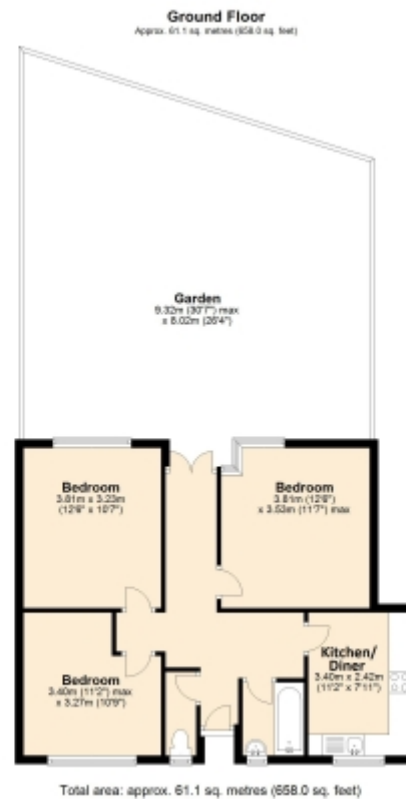 Ground Floor
Approx. 61.1 sq. metres (658.0 sq. feet)
Garden
9.32m (30'7") max
x 8.02m (26'4")
Bedroom
3.81m x 3.23m
(12'6" x 10'7")
Bedroom
3.81m (12'6")
x 3.53m (11'7") max
Bedroom
3.40m (11'2") max
x 3.27m (10'9")
Kitchen/
Diner
3.40m x 2.42m
(11'2" x 7'11")
Total area: approx. 61.1 sq. metres (658.0 sq. feet)